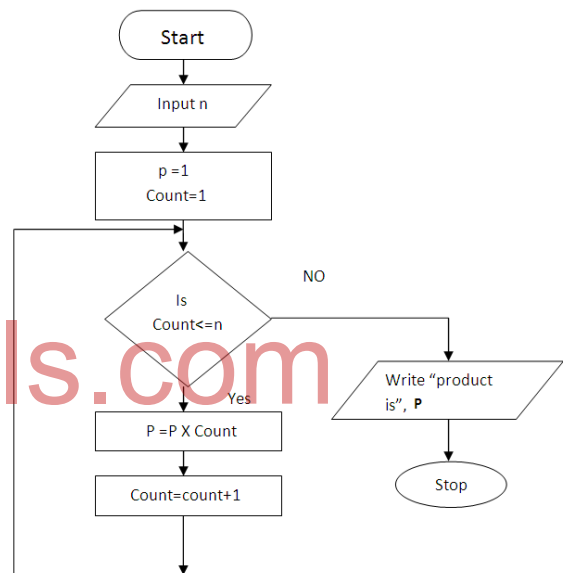 Start
Input n
p =1
Count=1
NO
Is
Count<=n
ls.com
Write “product
is”, P
Yes
P =P X Count
Count=count+1
Stop